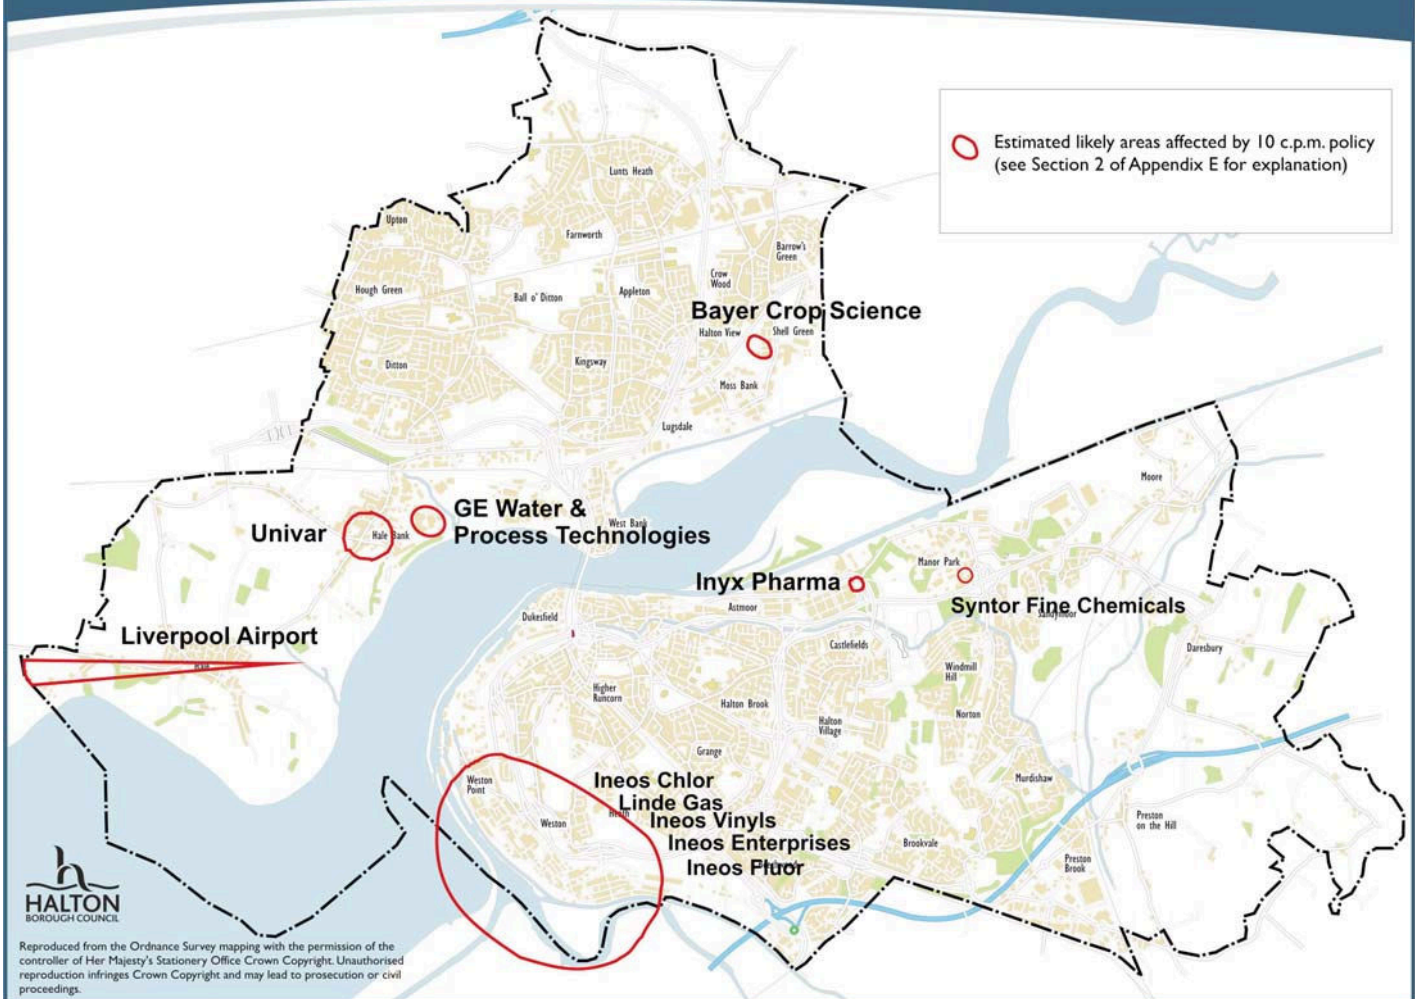 Estimated likely areas affected by 10 c.p.m. policy
(see Section 2 of Appendix E for explanation)
Lunts Heath
Upton
Farnworth
Barrow's
Green
Crow
Wood
Hough Green
Ball o' Ditton
Appleton
Bayer Crop Science
Halton View
Shell Green
Ditton
Kingsway
Moss Bank
Lugsdale
Moore
GE Water &
Process Technologies
Univar
Hale Bank
West Bank
Manor Park
Inyx Pharma
Astmoor
Syntor Fine Chemicals
Sandymoor
Dukesfield
Liverpool Airport
Castlefields
Daresbury
Windmill
Hill
Higher
Runcorn
Halton Brook
Norton
Halton
Village
Grange
Weston
Point
Ineos Chlor
Murdishaw
Linde Gas
Heath
Ineos Vinyls
Weston
Preston
on the Hill
Ineos Enterprises
Brookvale
Ineos Fluor
Preston
Brook
HALTON
BOROUGH COUNCIL
Reproduced from the Ordnance Survey mapping with the permission of the
controller of Her Majesty's Stationery Office Crown Copyright. Unauthorised
reproduction infringes Crown Copyright and may lead to prosecution or civil
proceedings.